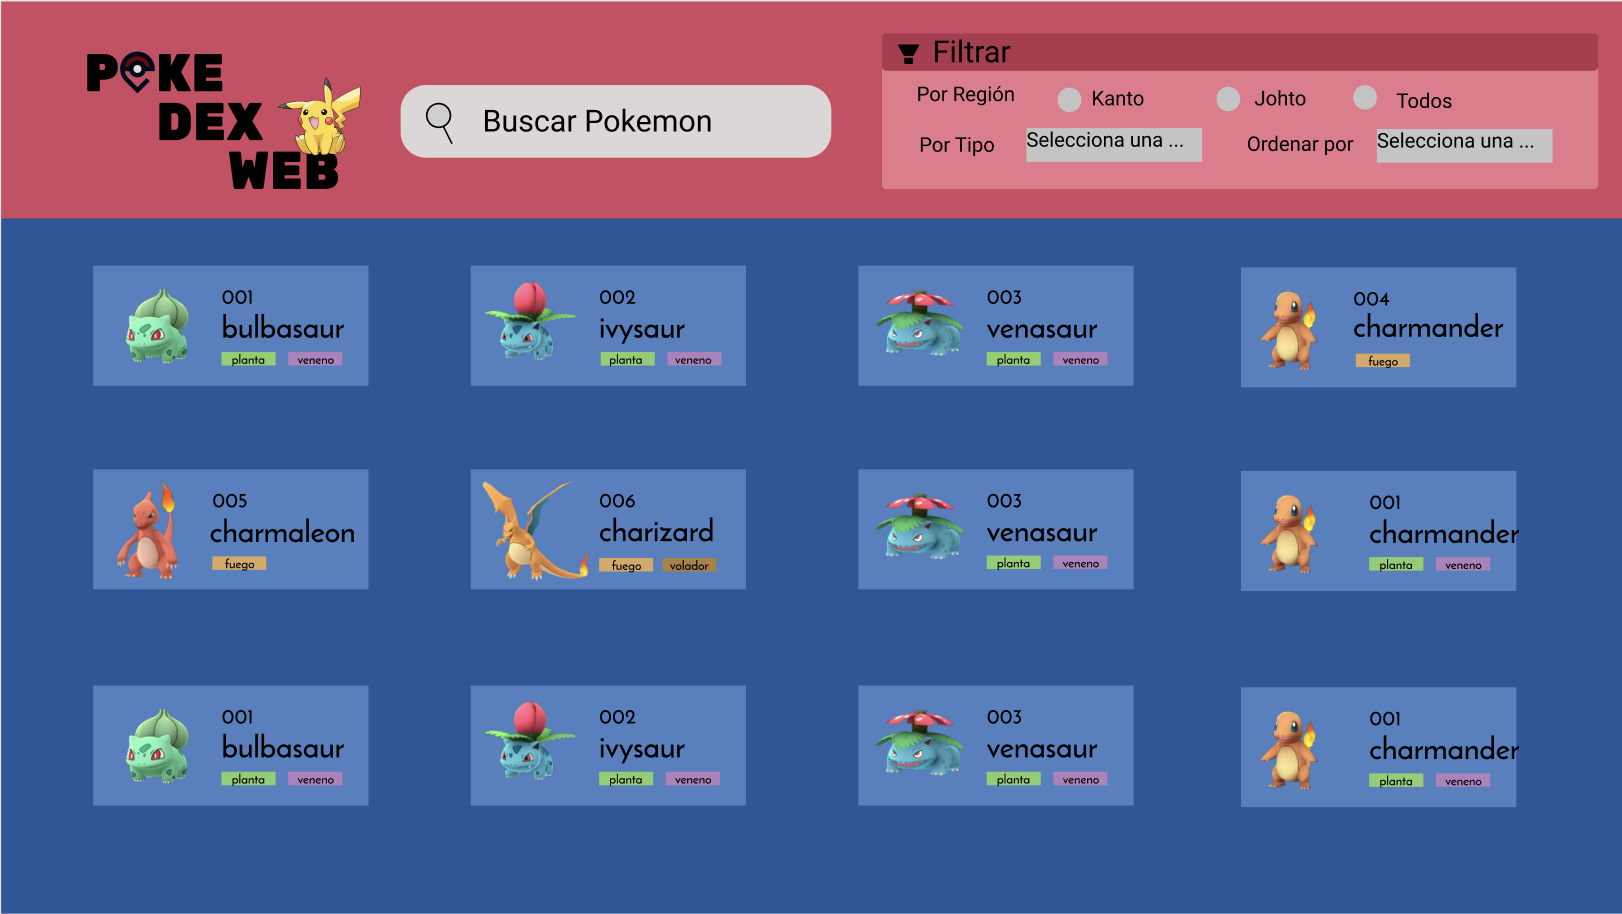 POKE
DEX
WEB
Buscar Pokemon
Filtrar
Por Región
Kanto
Johto
Todos
Por Tipo
Selecciona una ...
Ordenar por
Selecciona una ...
001
bulbasaur
planta veneno
002
ivysaur
planta veneno
003
venasaur
planta veneno
004
charmander
fuego
005
charmaleon
fuego
006
charizard
fuego volador
003
venasaur
planta veneno
001
charmander
planta veneno
001
bulbasaur
planta veneno
002
ivysaur
planta veneno
003
venasaur
planta veneno
001
charmander
planta veneno